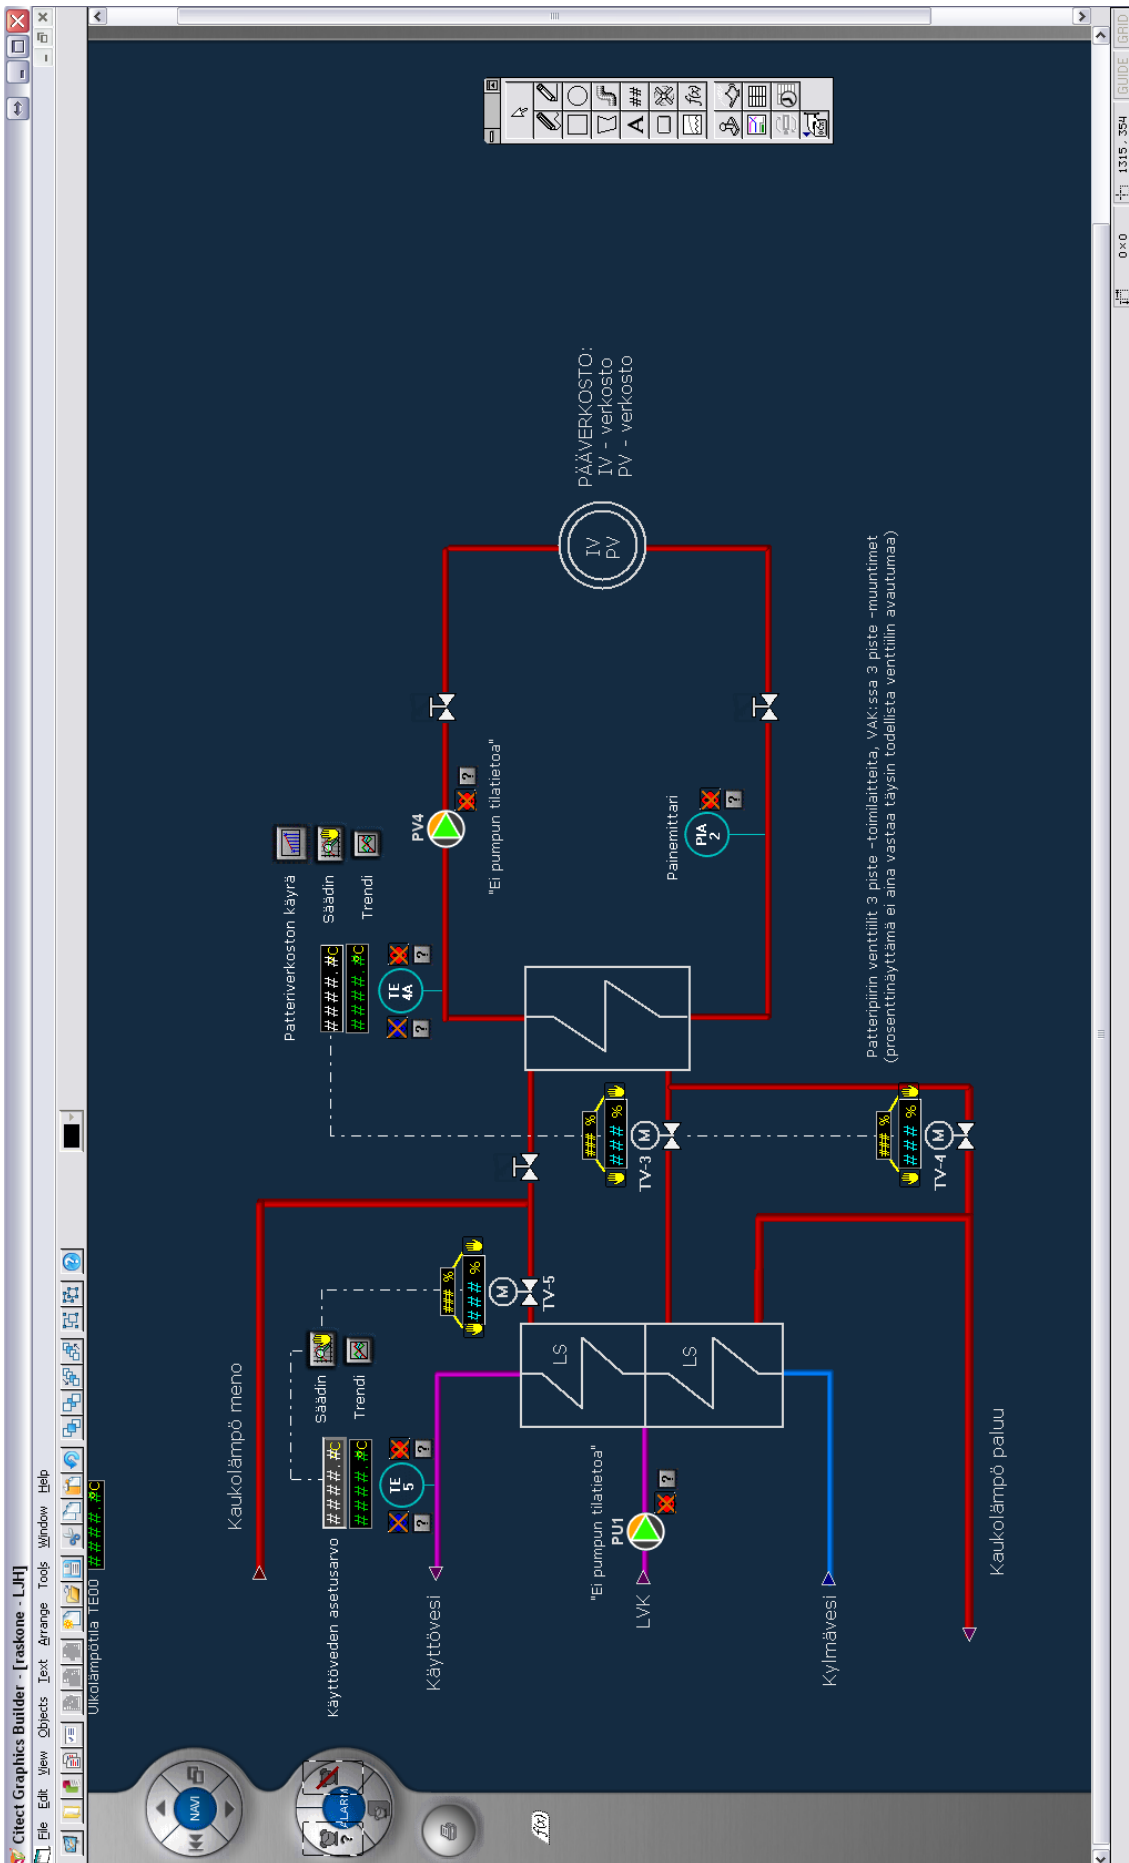 Citect Graphics Builder - [raskone - LJH]
File Edit View Objects Text Arrange Tools Window Help
Ulkolämpötila TE00 ####.#°C
NAVI
ALARM
?
f(x)
Kaukolämpö meno
Käyttöveden asetusarvo ####.#°C
####.#°C
Säädin
Trendi
TE
5
?
?
Käyttövesi
### %
### %
M
TV-5
LS
LS
"Ei pumpun tilatietoa"
PU1
?
LVK
Kylmävesi
Kaukolämpö paluu
Patteriverkoston käyrä
####.#°C
Säädin
####.#°C
Trendi
TE
4A
?
?
PV4
?
"Ei pumpun tilatietoa"
### %
### %
M
TV-3
### %
### %
M
TV-4
Painemittari
PIA
2
?
IV
PV
PÄÄVERKOSTO:
IV - verkosto
PV - verkosto
Patteripiirin venttiilit 3 piste -toimilaitteita, VAK:ssa 3 piste -muuntimet
(prosenttinäyttämä ei aina vastaa täysin todellista venttiilin avautumaa)
A
##
f(x)
0×0
1315, 354
GUIDE
GRID